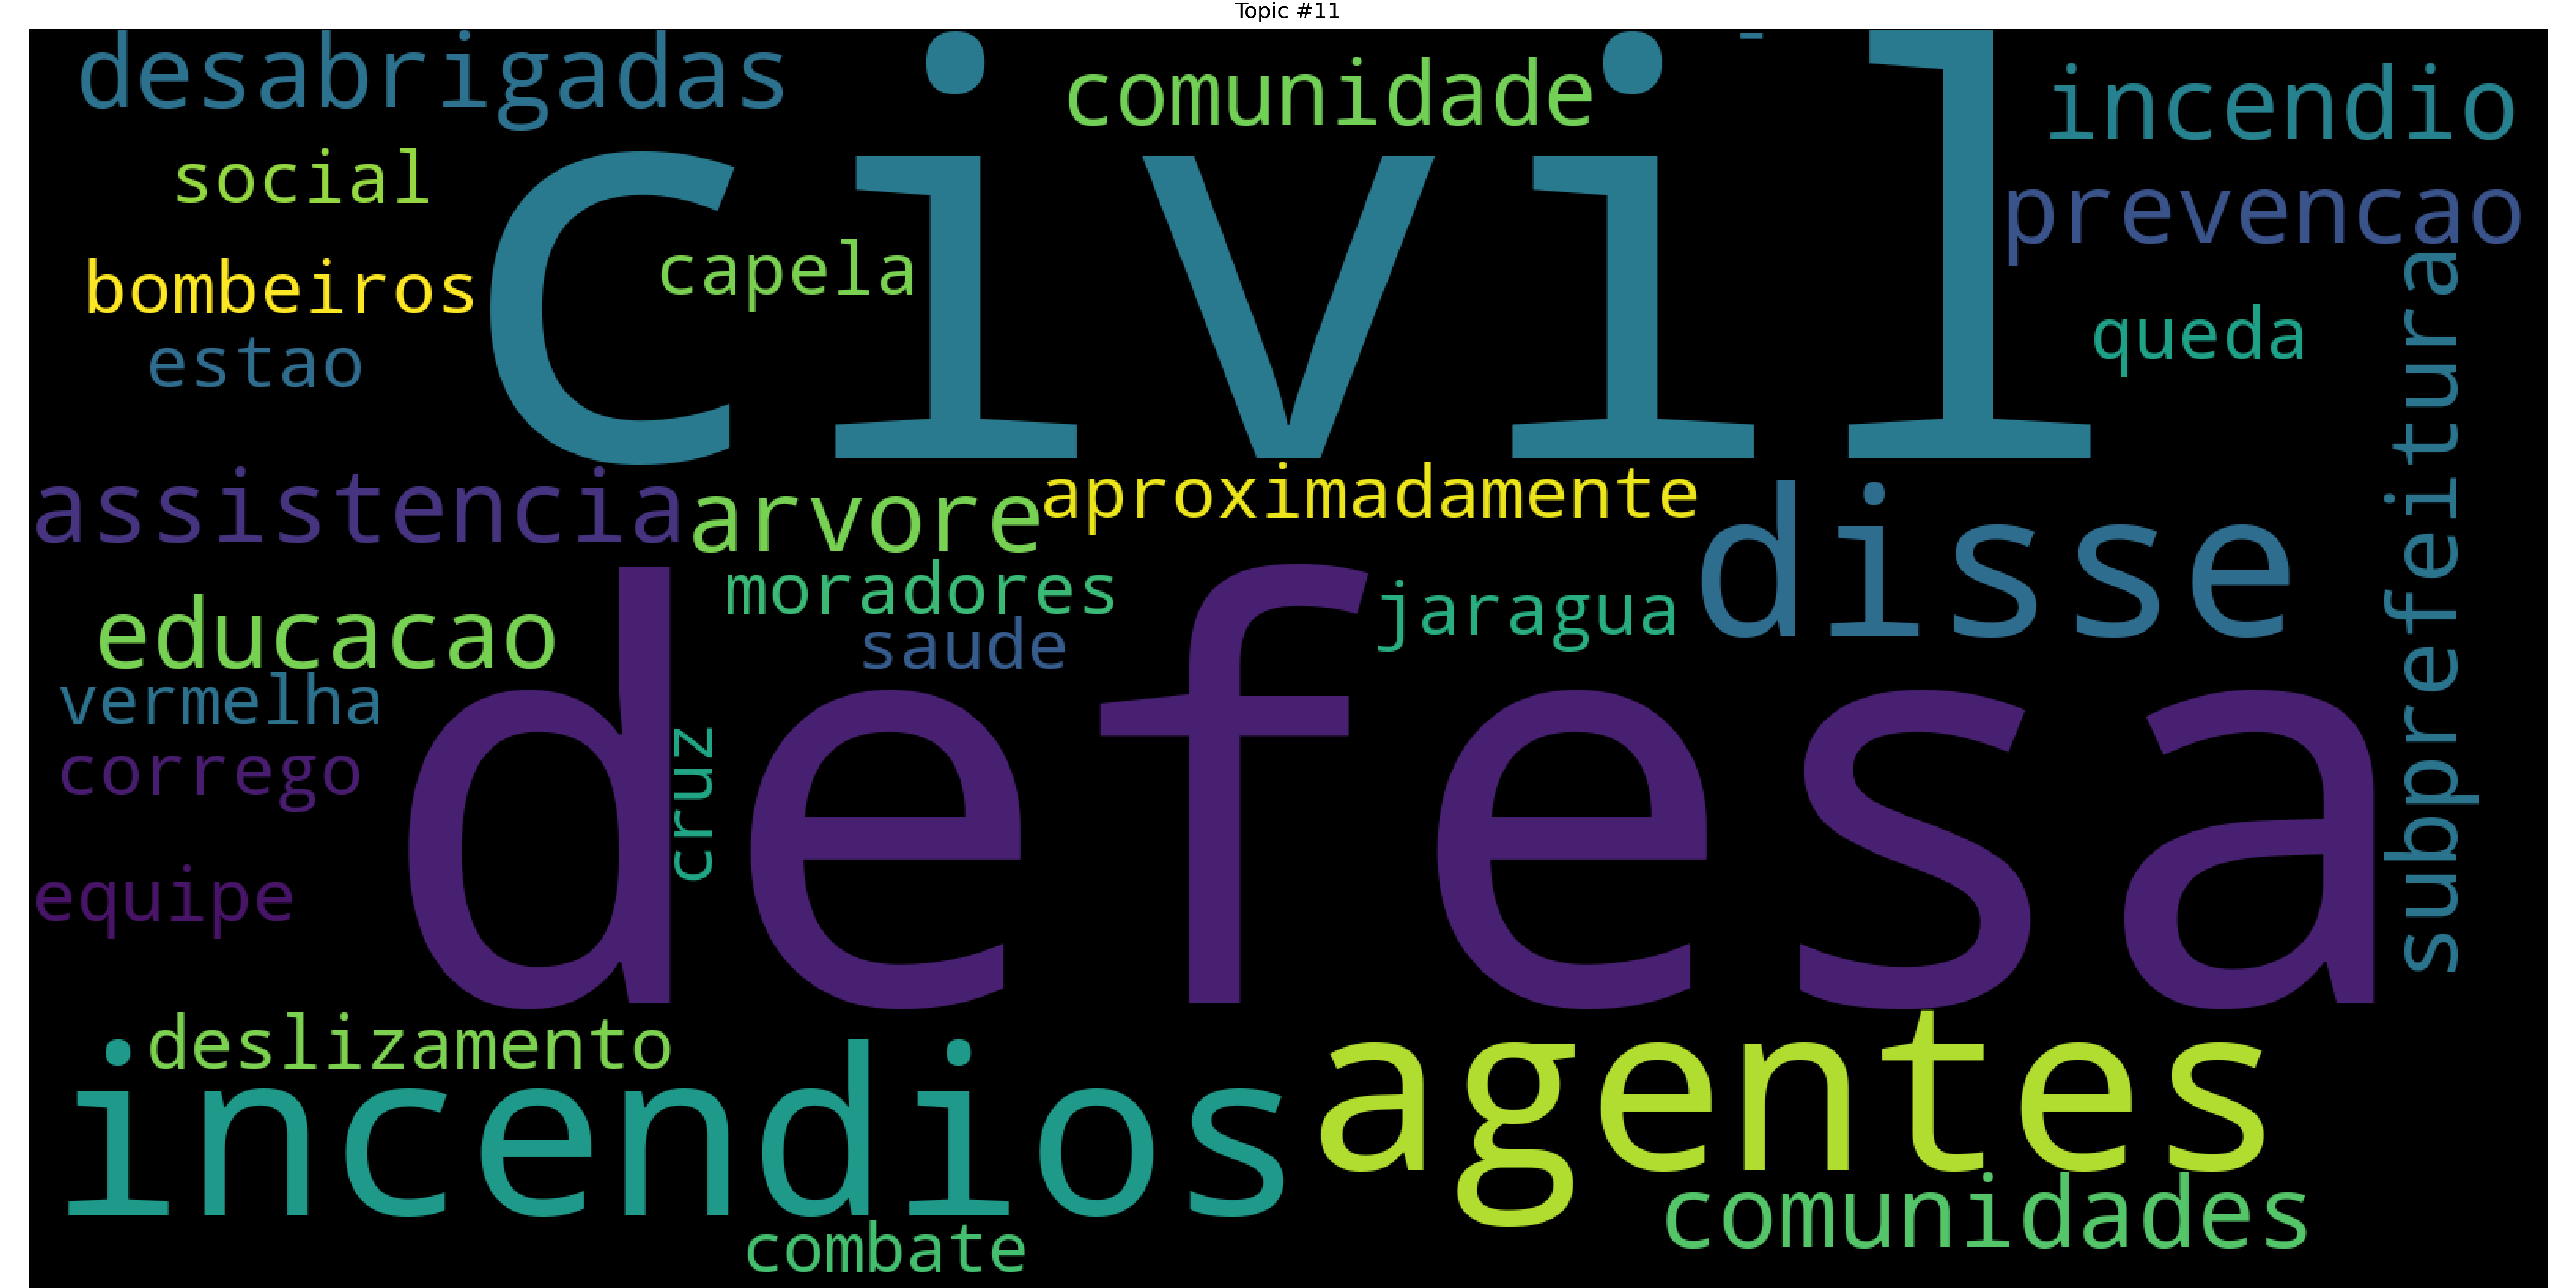 Topic #11
desabrigadas
civil
comunidade
-
incendio
social
prevencao
bombeiros
capela
estao
queda
subprefeitura
assistencia
arvore
aproximadamente
disse
moradores
jaragua
educacao
saude
defesa
vermelha
cruz
corrego
equipe
deslizamento
incendios
agentes
comunidades
combate